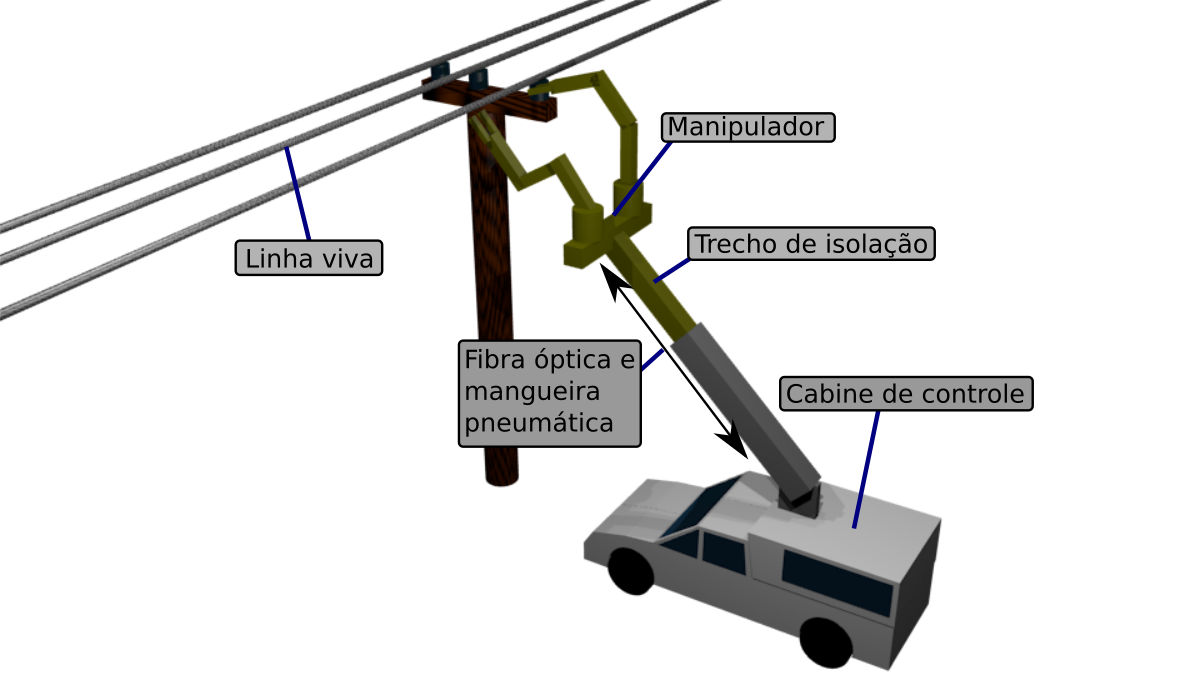 Manipulador
Trecho de isolação
Linha viva
Fibra óptica e
mangueira
pneumática
Cabine de controle